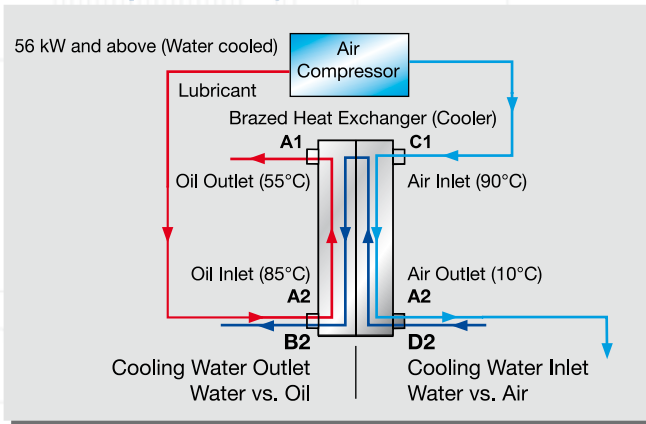 56 kW and above (Water cooled)
Air
Compressor
Lubricant
Brazed Heat Exchanger (Cooler)
A1
C1
Oil Outlet (55°C)
Air Inlet (90°C)
Oil Inlet (85°C)
Air Outlet (10°C)
A2
A2
B2
D2
Cooling Water Outlet
Water vs. Oil
Cooling Water Inlet
Water vs. Air